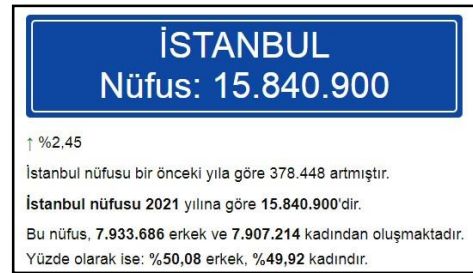 İSTANBUL
Nüfus: 15.840.900
↑ %2,45
İstanbul nüfusu bir önceki yıla göre 378.448 artmıştır.
İstanbul nüfusu 2021 yılına göre 15.840.900'dir.
Bu nüfus, 7.933.686 erkek ve 7.907.214 kadından oluşmaktadır.
Yüzde olarak ise: %50,08 erkek, %49,92 kadındır.